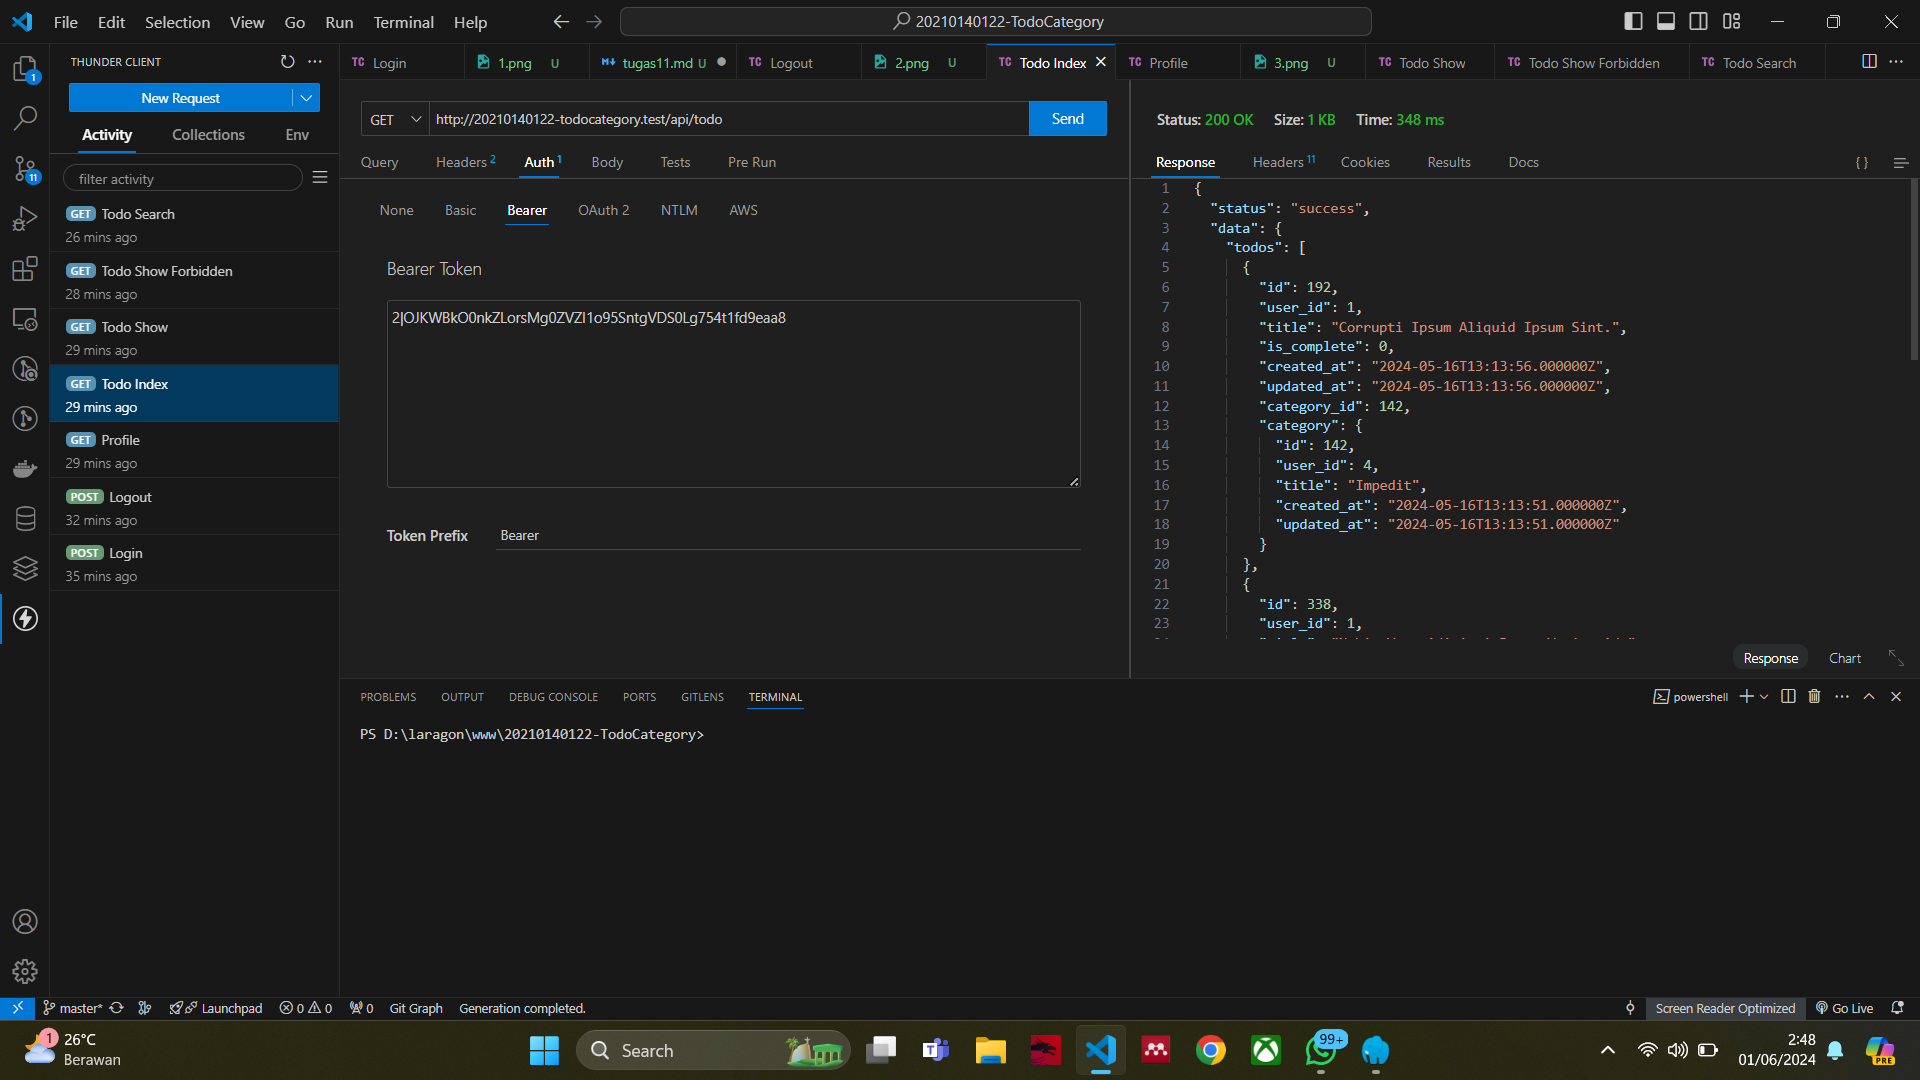 File Edit Selection View Go Run Terminal Help
20210140122-TodoCategory
THUNDER CLIENT
New Request
Activity Collections Env
filter activity
GET Todo Search
26 mins ago
GET Todo Show Forbidden
28 mins ago
GET Todo Show
29 mins ago
GET Todo Index
29 mins ago
GET Profile
29 mins ago
POST Logout
32 mins ago
POST Login
35 mins ago
1
11
TC Login
1.png U
M↓ tugas11.md U
TC Logout
2.png U
TC Todo Index
TC Profile
3.png U
TC Todo Show
TC Todo Show Forbidden
TC Todo Search
GET http://20210140122-todocategory.test/api/todo Send
Query Headers 2 Auth 1 Body Tests Pre Run
None Basic Bearer OAuth 2 NTLM AWS
Bearer Token
2|OJKWBkO0nkZLorsMg0ZVZI1o95SntgVDS0Lg754t1fd9eaa8
Token Prefix Bearer
Status: 200 OK Size: 1 KB Time: 348 ms
Response Headers 11 Cookies Results Docs { }
1 {
2 "status": "success",
3 "data": {
4 "todos": [
5 {
6 "id": 192,
7 "user_id": 1,
8 "title": "Corrupti Ipsum Aliquid Ipsum Sint.",
9 "is_complete": 0,
10 "created_at": "2024-05-16T13:13:56.000000Z",
11 "updated_at": "2024-05-16T13:13:56.000000Z",
12 "category_id": 142,
13 "category": {
14 "id": 142,
15 "user_id": 4,
16 "title": "Impedit",
17 "created_at": "2024-05-16T13:13:51.000000Z",
18 "updated_at": "2024-05-16T13:13:51.000000Z"
19 }
20 },
21 {
22 "id": 338,
23 "user_id": 1,
Response Chart
PROBLEMS OUTPUT DEBUG CONSOLE PORTS GITLENS TERMINAL
powershell
PS D:\laragon\www\20210140122-TodoCategory>
master* Launchpad 0 0 0 Git Graph Generation completed.
Screen Reader Optimized Go Live
1
26°C
Berawan
Search
99+
2:48
01/06/2024
PRE